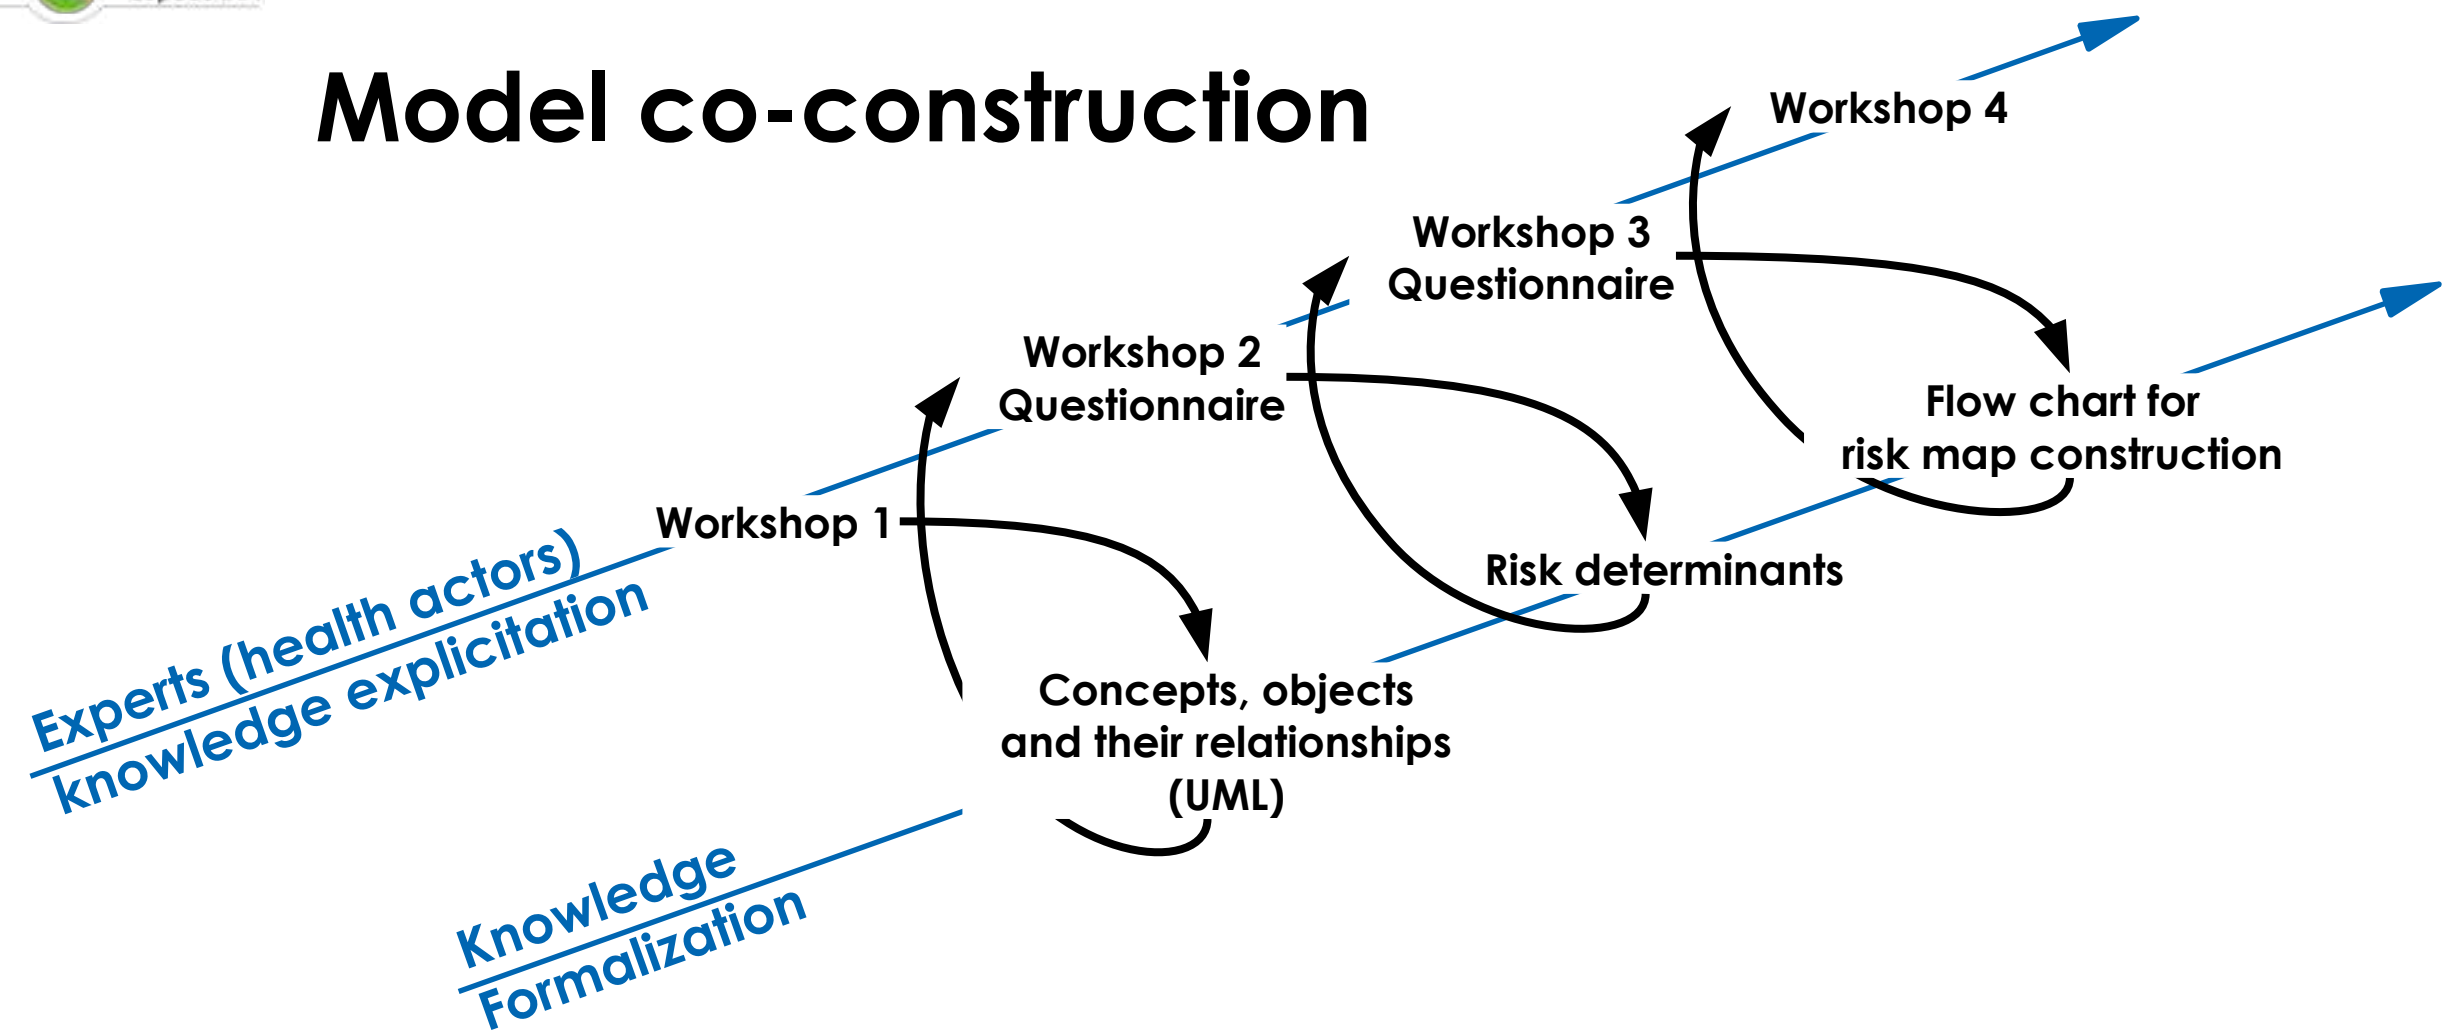 Model co-construction
Workshop 4
Workshop 3
Questionnaire
Workshop 2
Questionnaire
Flow chart for
risk map construction
Workshop 1
Risk determinants
Experts (health actors)
knowledge explicitation
Concepts, objects
and their relationships
(UML)
Knowledge
Formalization